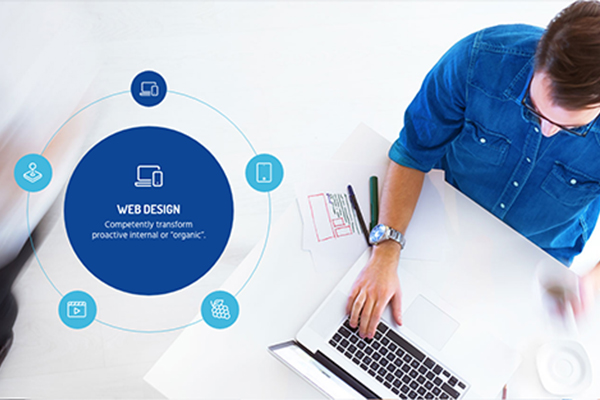 WEB DESIGN
Competently transform
proactive internal or "organic".